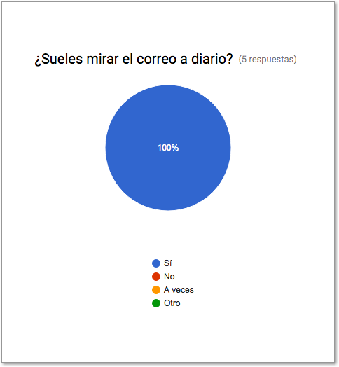 ¿Sueles mirar el correo a diario? (5 respuestas)
100%
Sí
No
A veces
Otro